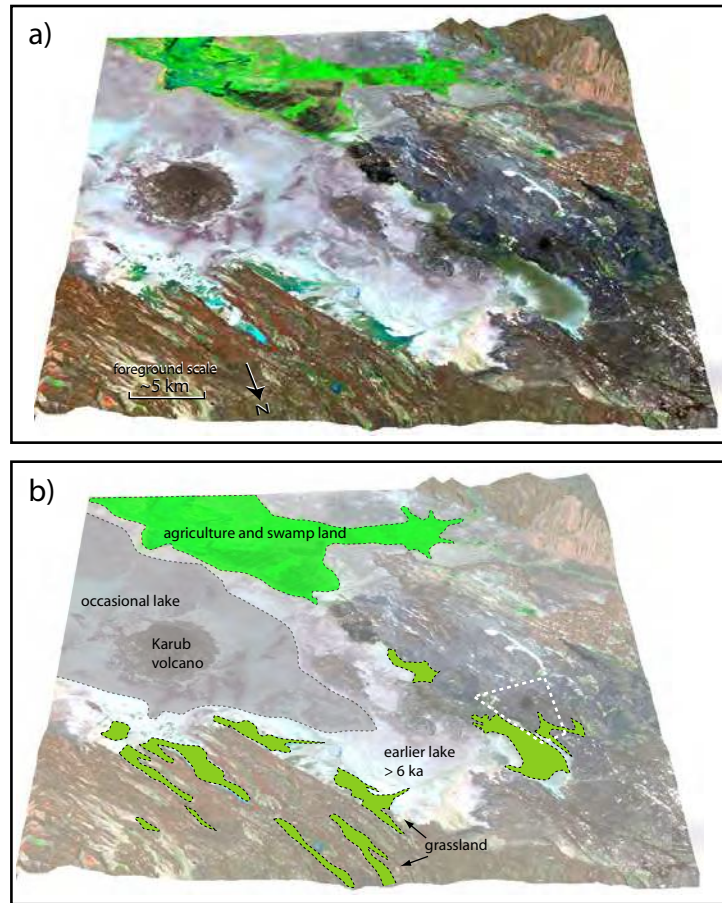 a)
foreground scale
~5 km
N
b)
agriculture and swamp land
occasional lake
Karub
volcano
earlier lake
> 6 ka
grassland